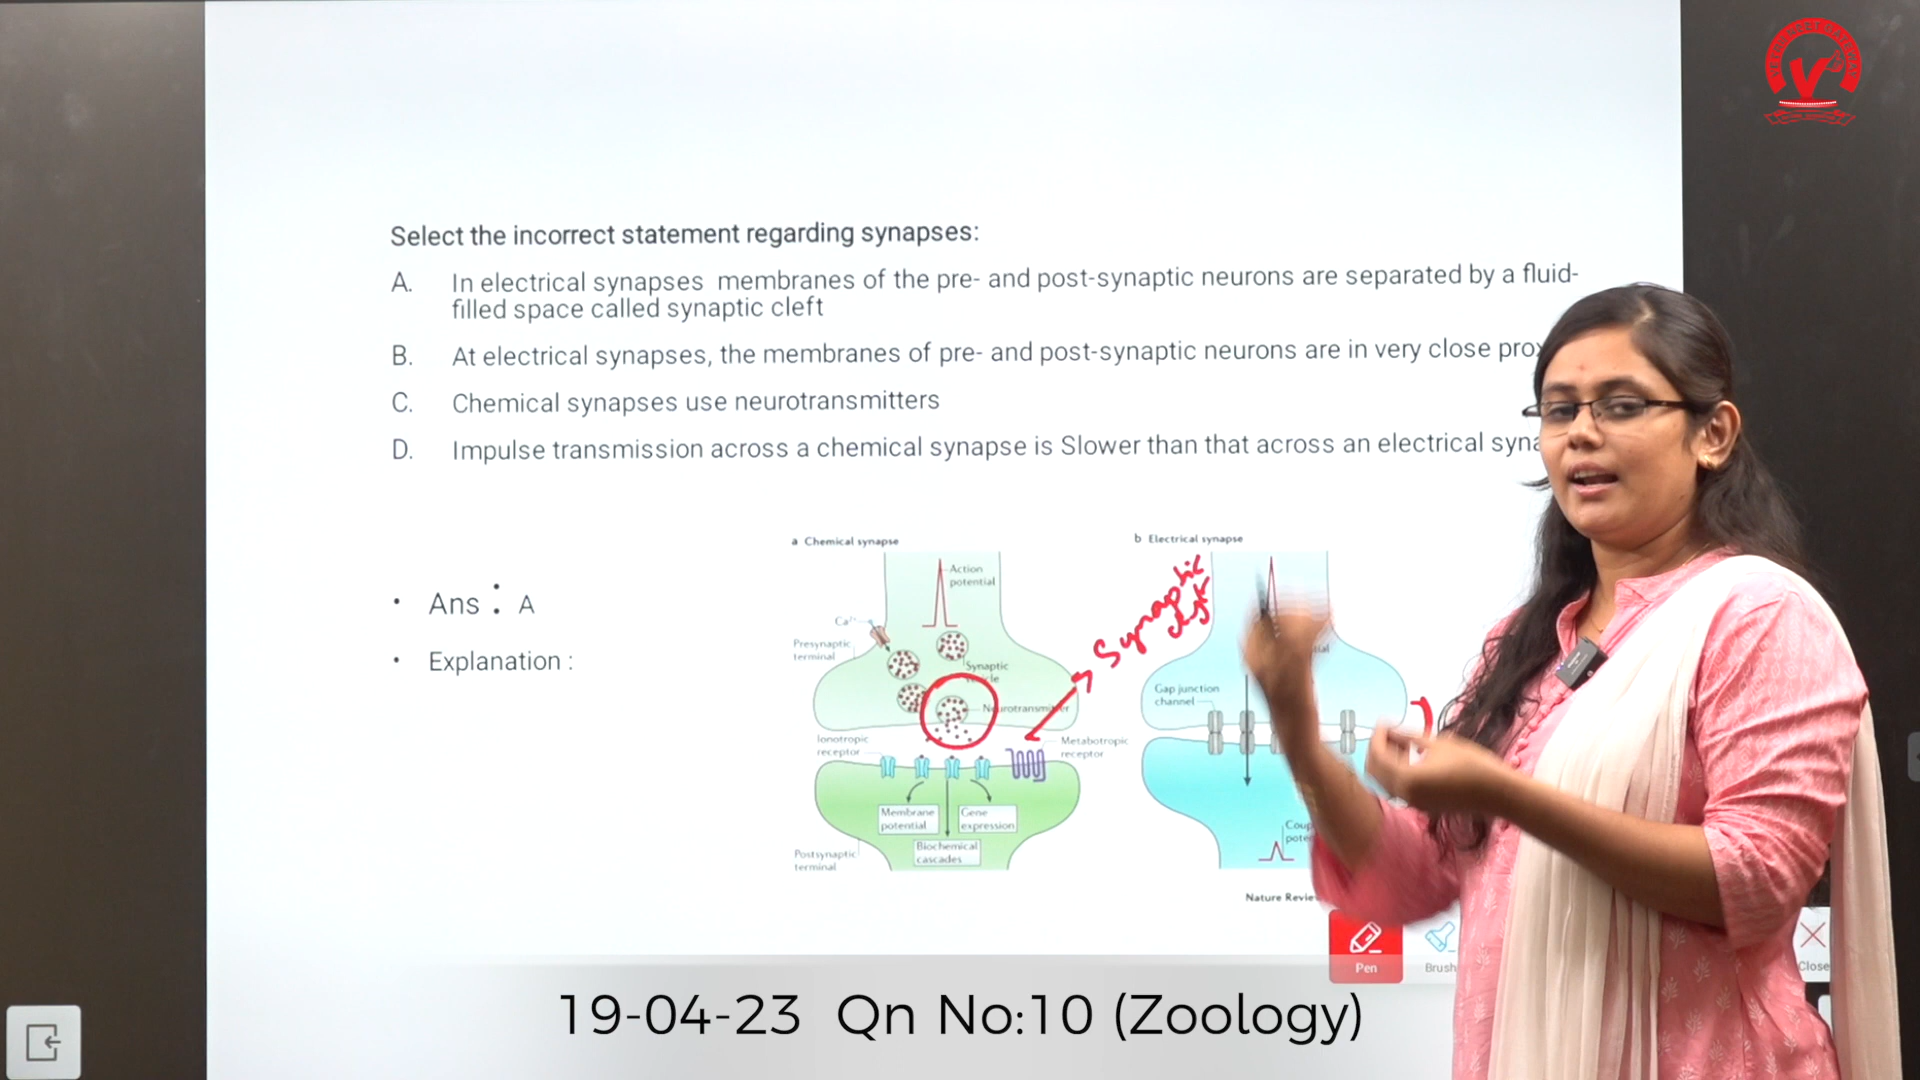 Select the incorrect statement regarding synapses:
A. In electrical synapses membranes of the pre- and post-synaptic neurons are separated by a fluid-
filled space called synaptic cleft
B. At electrical synapses, the membranes of pre- and post-synaptic neurons are in very close
C. Chemical synapses use neurotransmitters
D. Impulse transmission across a chemical synapse is Slower than that across an electrical
• Ans : A
• Explanation :
a Chemical synapse
Action
potential
Ca²⁺
Presynaptic
terminal
Synaptic
Neurotransmitter
Ionotropic
receptor
Metabotropic
receptor
Membrane
potential
Gene
expression
Biochemical
cascades
Postsynaptic
terminal
Synaptic
cleft
b Electrical synapse
Gap junction
channel
Nature
Pen
Brush
Close
19-04-23 Qn No:10 (Zoology)